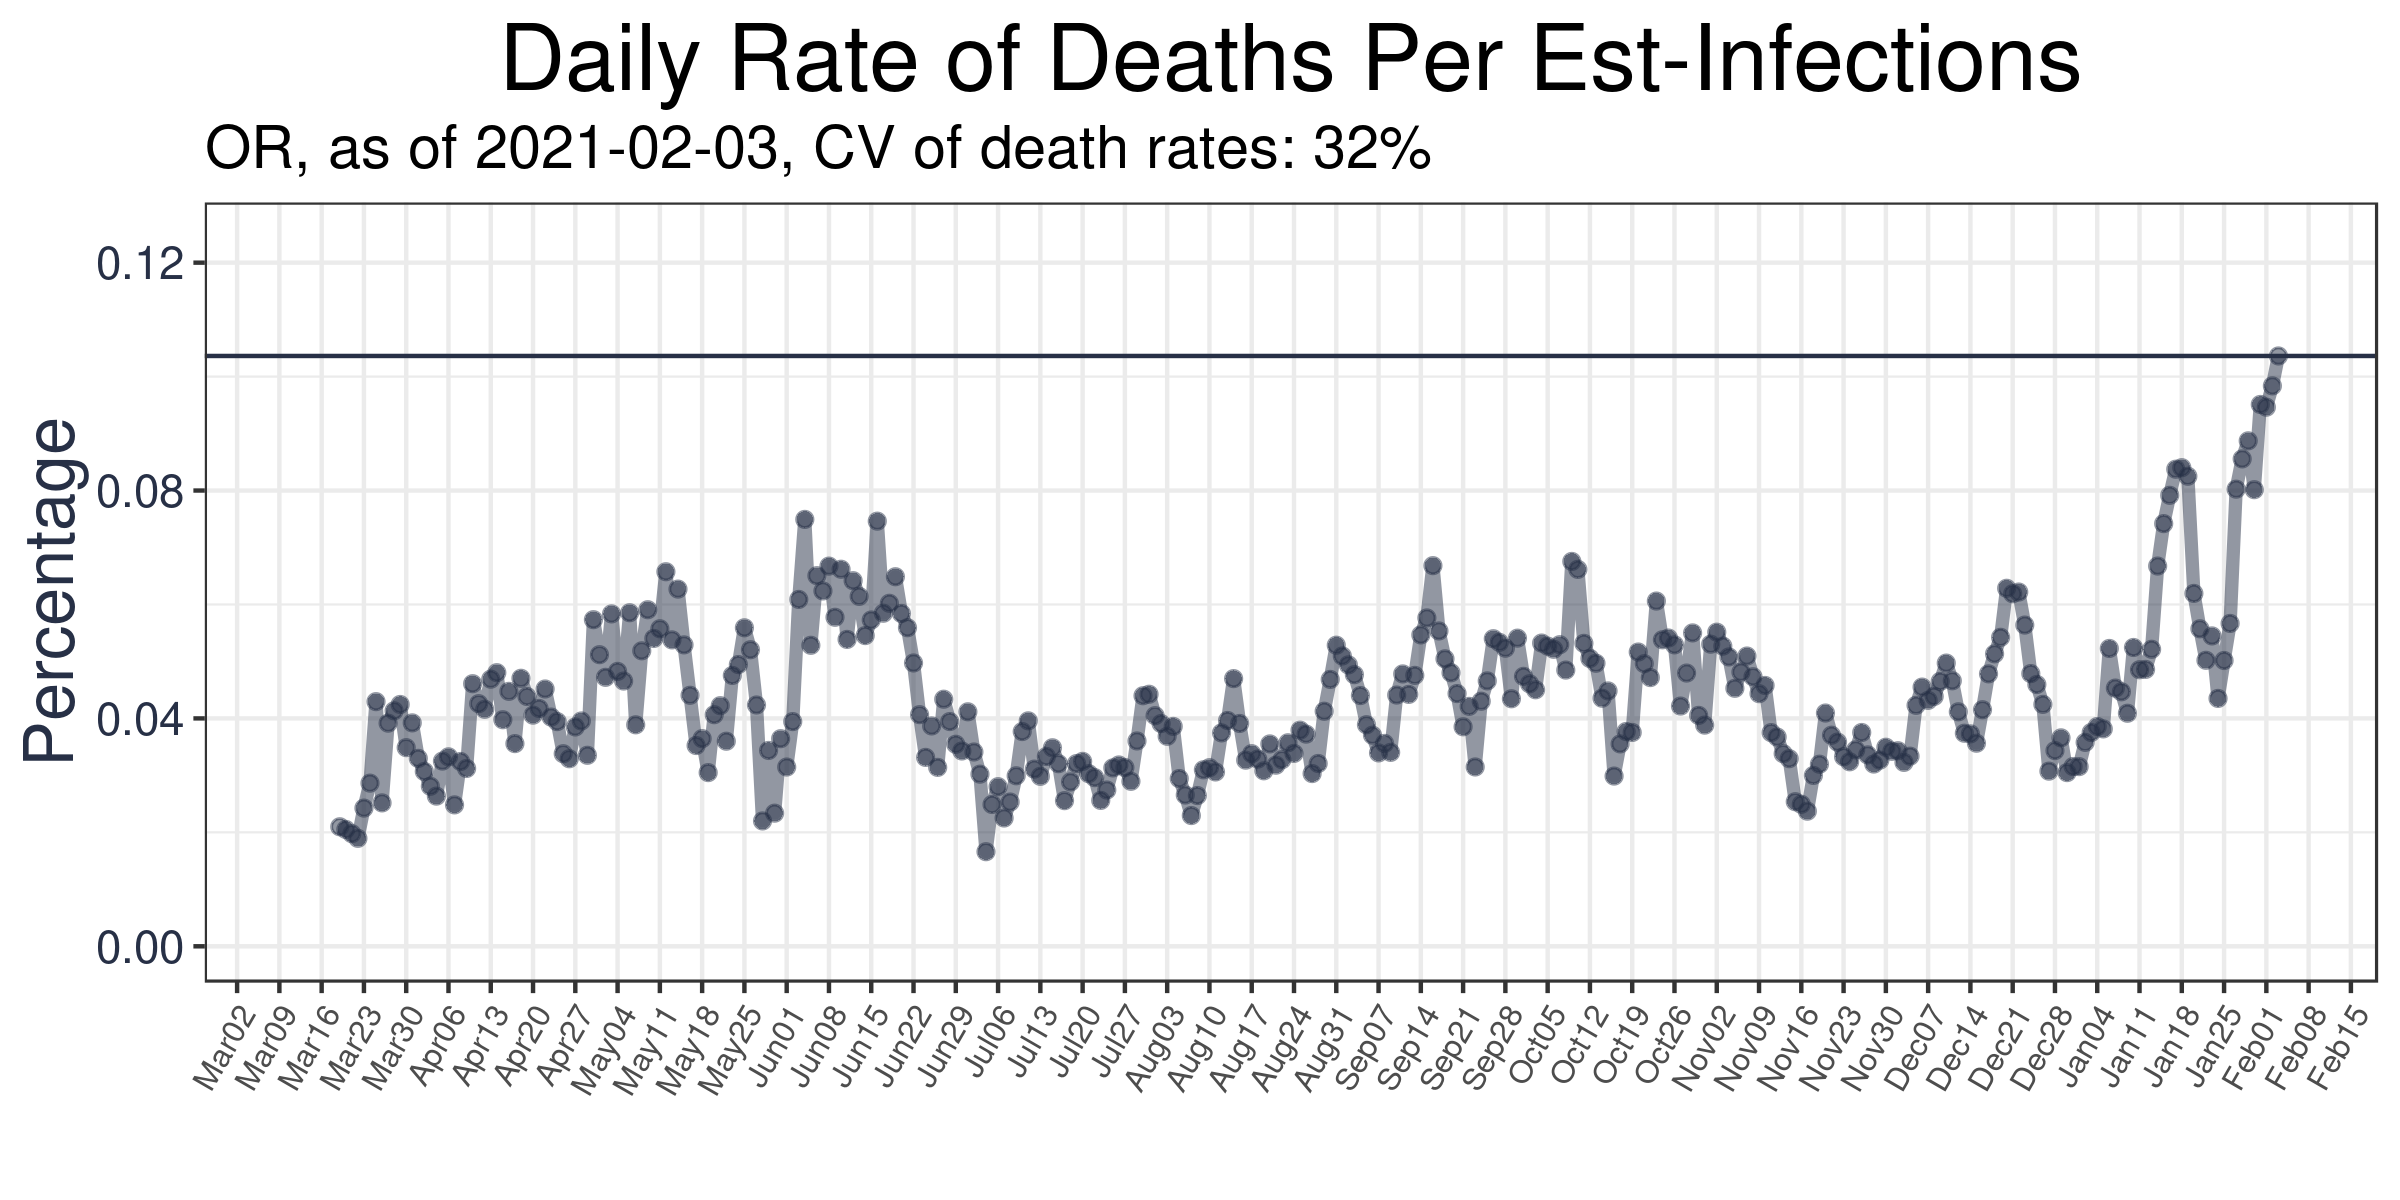 Daily Rate of Deaths Per Est-Infections
OR, as of 2021-02-03, CV of death rates: 32%
Percentage
0.12
0.08
0.04
0.00
Mar02
Mar09
Mar16
Mar23
Mar30
Apr06
Apr13
Apr20
Apr27
May04
May11
May18
May25
Jun01
Jun08
Jun15
Jun22
Jun29
Jul06
Jul13
Jul20
Jul27
Aug03
Aug10
Aug17
Aug24
Aug31
Sep07
Sep14
Sep21
Sep28
Oct05
Oct12
Oct19
Oct26
Nov02
Nov09
Nov16
Nov23
Nov30
Dec07
Dec14
Dec21
Dec28
Jan04
Jan11
Jan18
Jan25
Feb01
Feb08
Feb15